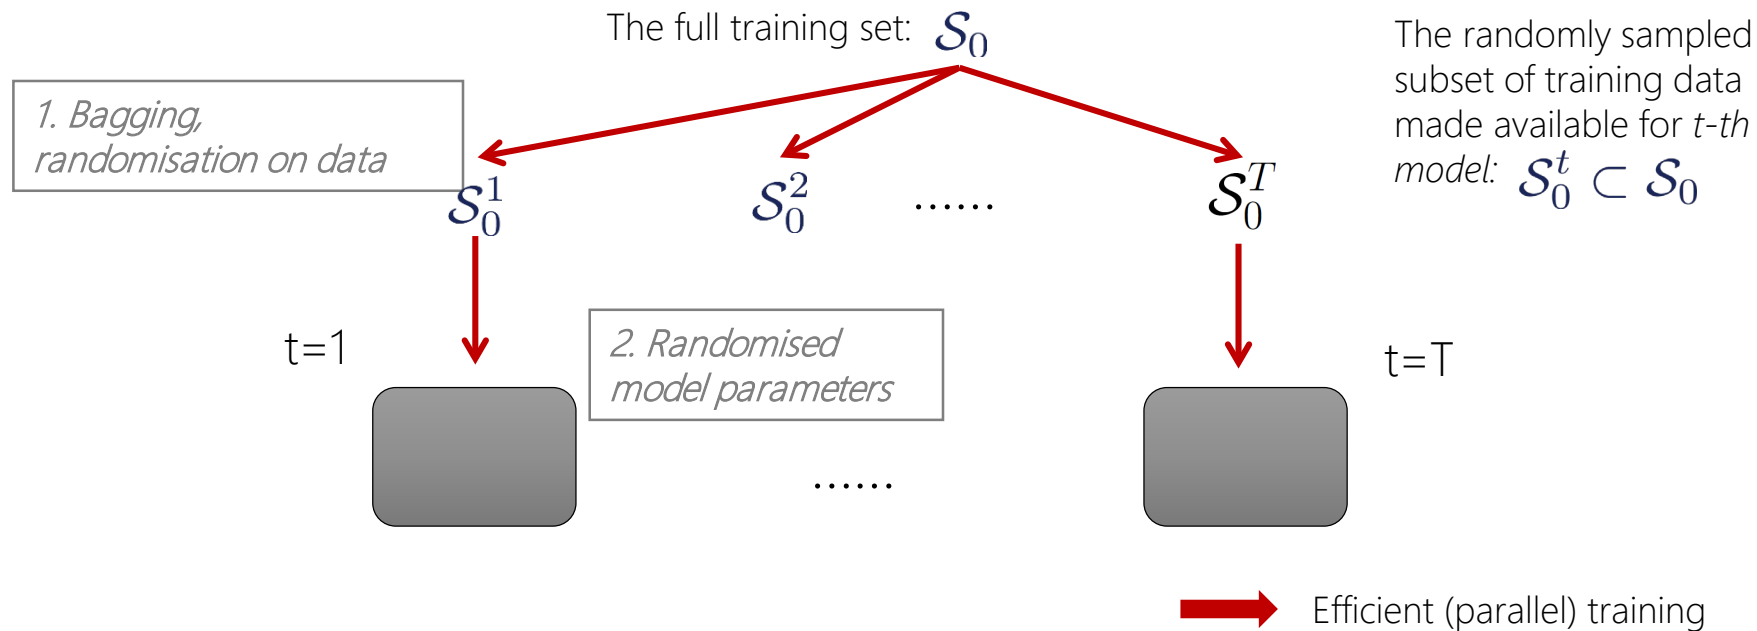 The full training set: 𝒮₀
The randomly sampled
subset of training data
made available for t-th
model: 𝒮₀ᵗ ⊂ 𝒮₀
1. Bagging,
randomisation on data
𝒮₀¹ 𝒮₀² ...... 𝒮₀ᵀ
t=1
2. Randomised
model parameters
t=T
......
Efficient (parallel) training